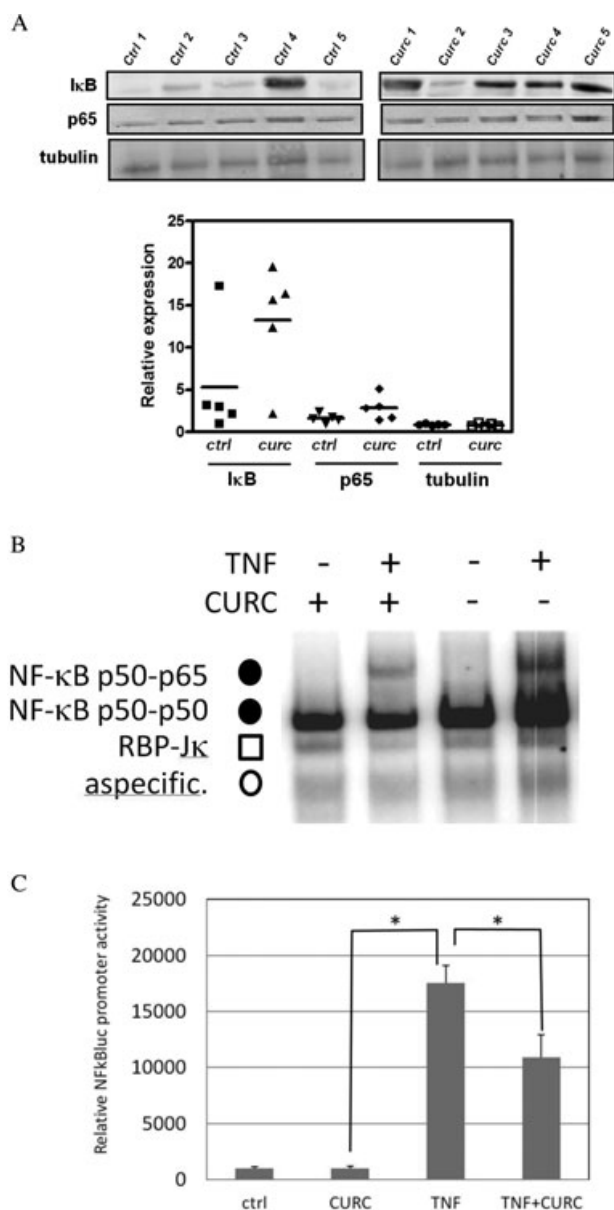 A
Ctrl 1 Ctrl 2 Ctrl 3 Ctrl 4 Ctrl 5 Curc 1 Curc 2 Curc 3 Curc 4 Curc 5
IκB
p65
tubulin
25
20
15
10
5
0
Relative expression
ctrl curc ctrl curc ctrl curc
IκB p65 tubulin
B
TNF - + - +
CURC + + - -
NF-κB p50-p65
NF-κB p50-p50
RBP-Jκ
aspecific.
C
25000
20000
15000
10000
5000
0
Relative NFkBluc promoter activity
* *
ctrl CURC TNF TNF+CURC